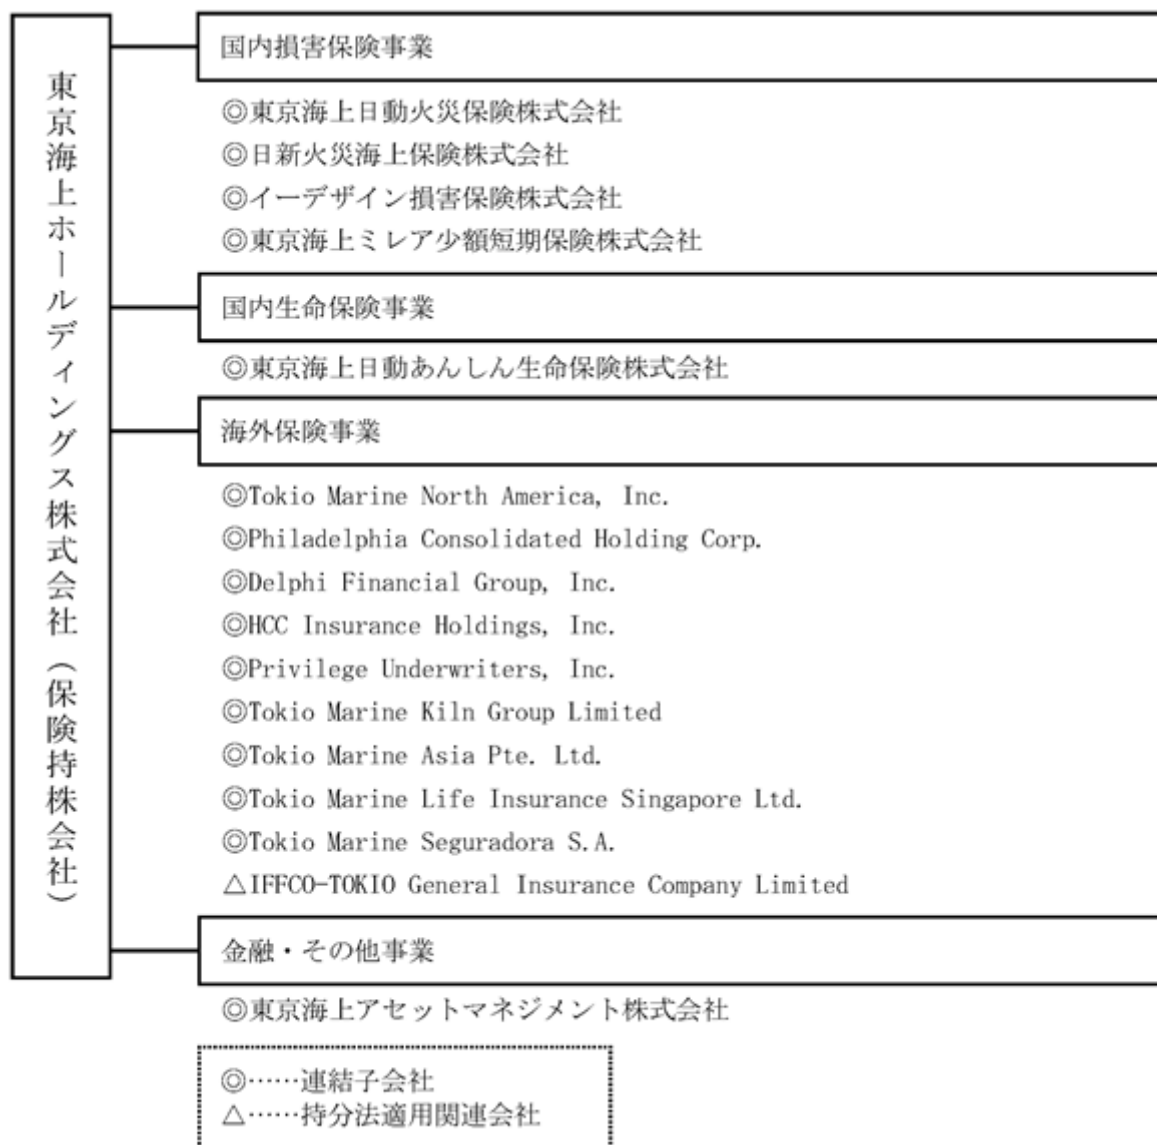 東京海上ホールディングス株式会社（保険持株会社）
国内損害保険事業
◎東京海上日動火災保険株式会社
◎日新火災海上保険株式会社
◎イーデザイン損害保険株式会社
◎東京海上ミレア少額短期保険株式会社
国内生命保険事業
◎東京海上日動あんしん生命保険株式会社
海外保険事業
◎Tokio Marine North America, Inc.
◎Philadelphia Consolidated Holding Corp.
◎Delphi Financial Group, Inc.
◎HCC Insurance Holdings, Inc.
◎Privilege Underwriters, Inc.
◎Tokio Marine Kiln Group Limited
◎Tokio Marine Asia Pte. Ltd.
◎Tokio Marine Life Insurance Singapore Ltd.
◎Tokio Marine Seguradora S.A.
△IFFCO-TOKIO General Insurance Company Limited
金融・その他事業
◎東京海上アセットマネジメント株式会社
◎……連結子会社
△……持分法適用関連会社